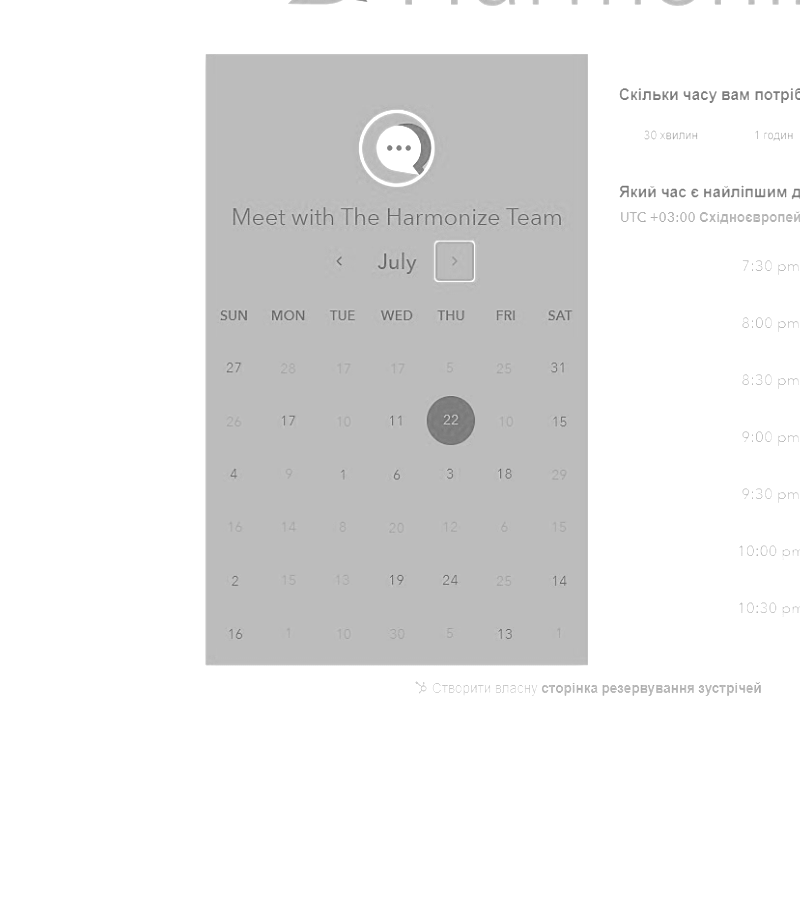 Meet with The Harmonize Team
July
SUN MON TUE WED THU FRI SAT
27 28 17 17 5 25 31
26 17 10 11 22 10 15
4 9 1 6 3 18 29
16 14 8 20 12 6 15
2 15 13 19 24 25 14
16 1 10 30 5 13 1
Скільки часу вам
30 хвилин 1 годин
Який час є найліпшим
UTC +03:00
7:30 pm
8:00 pm
8:30 pm
9:00 pm
9:30 pm
10:00
10:30
Створити власну сторінка резервування зустрічей